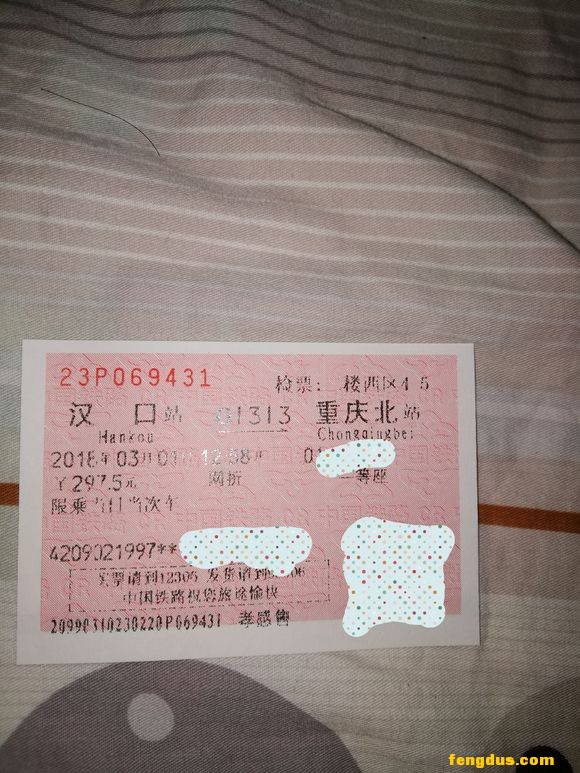 23P069431
检票: 楼西区4 5
汉 口站 G1313 重庆北站
Hankou Chongqingbei
2018年03月01日12:58开 0
￥297.5元 网折 等座
限乘当日当次车
4209021997**
买票请到12306 发货请到95306
中国铁路祝您旅途愉快
20990310230220P069431 孝感售
fengdus.com